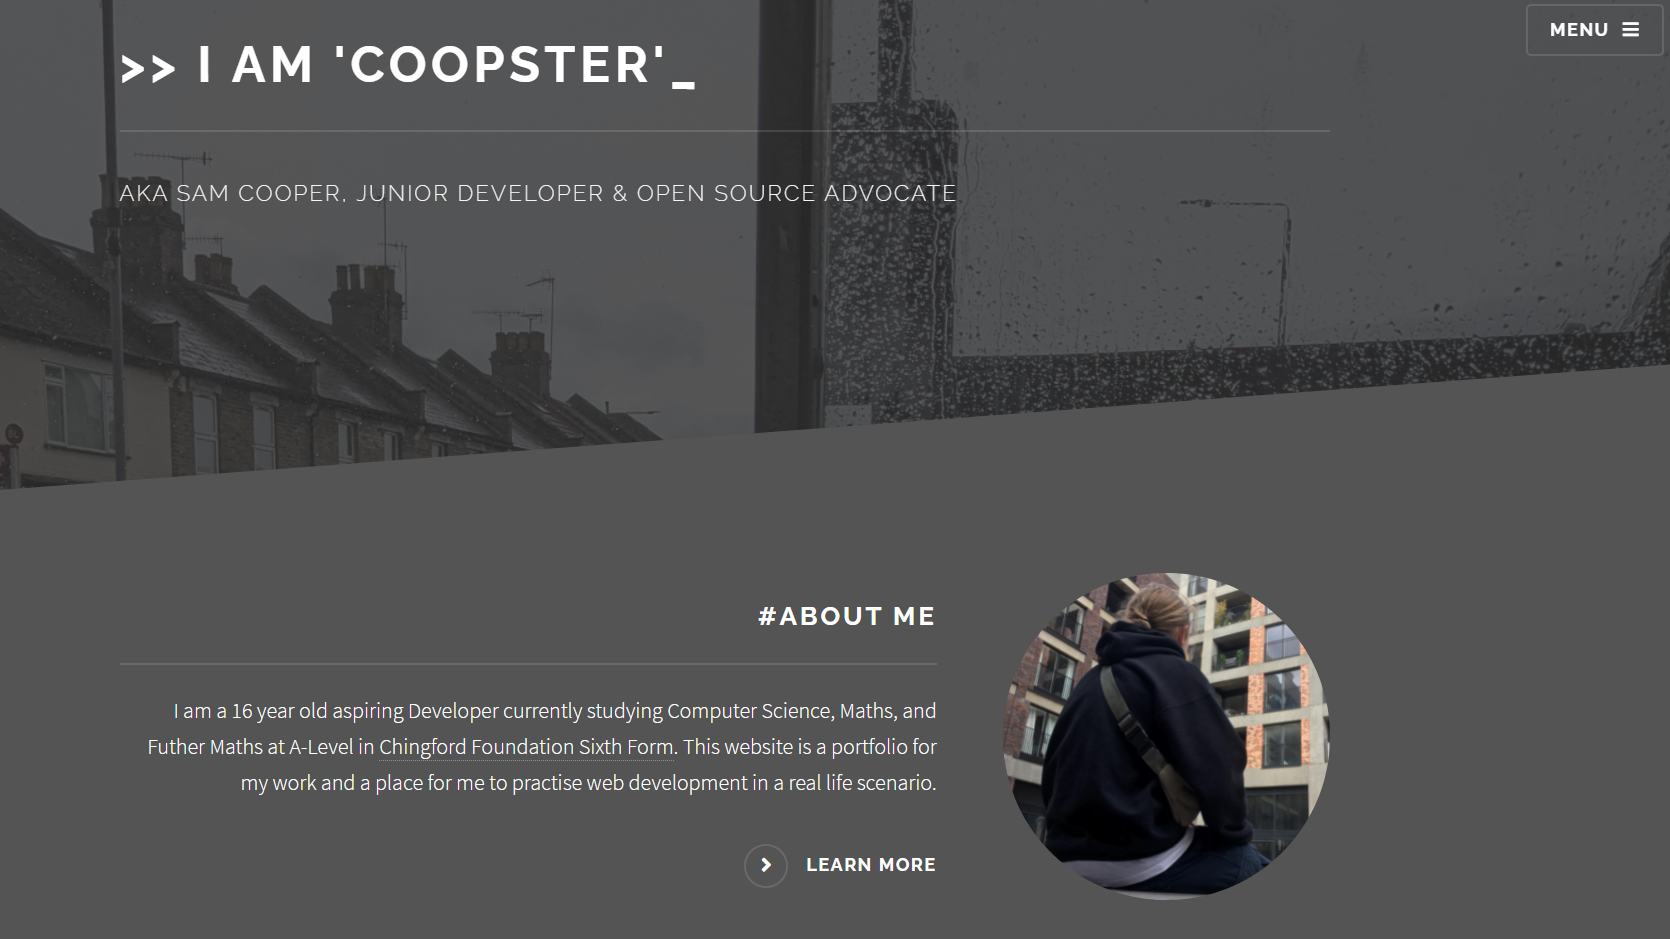 MENU
>> I AM 'COOPSTER'_
AKA SAM COOPER, JUNIOR DEVELOPER & OPEN SOURCE ADVOCATE
#ABOUT ME
I am a 16 year old aspiring Developer currently studying Computer Science, Maths, and
Futher Maths at A-Level in Chingford Foundation Sixth Form. This website is a portfolio for
my work and a place for me to practise web development in a real life scenario.
LEARN MORE